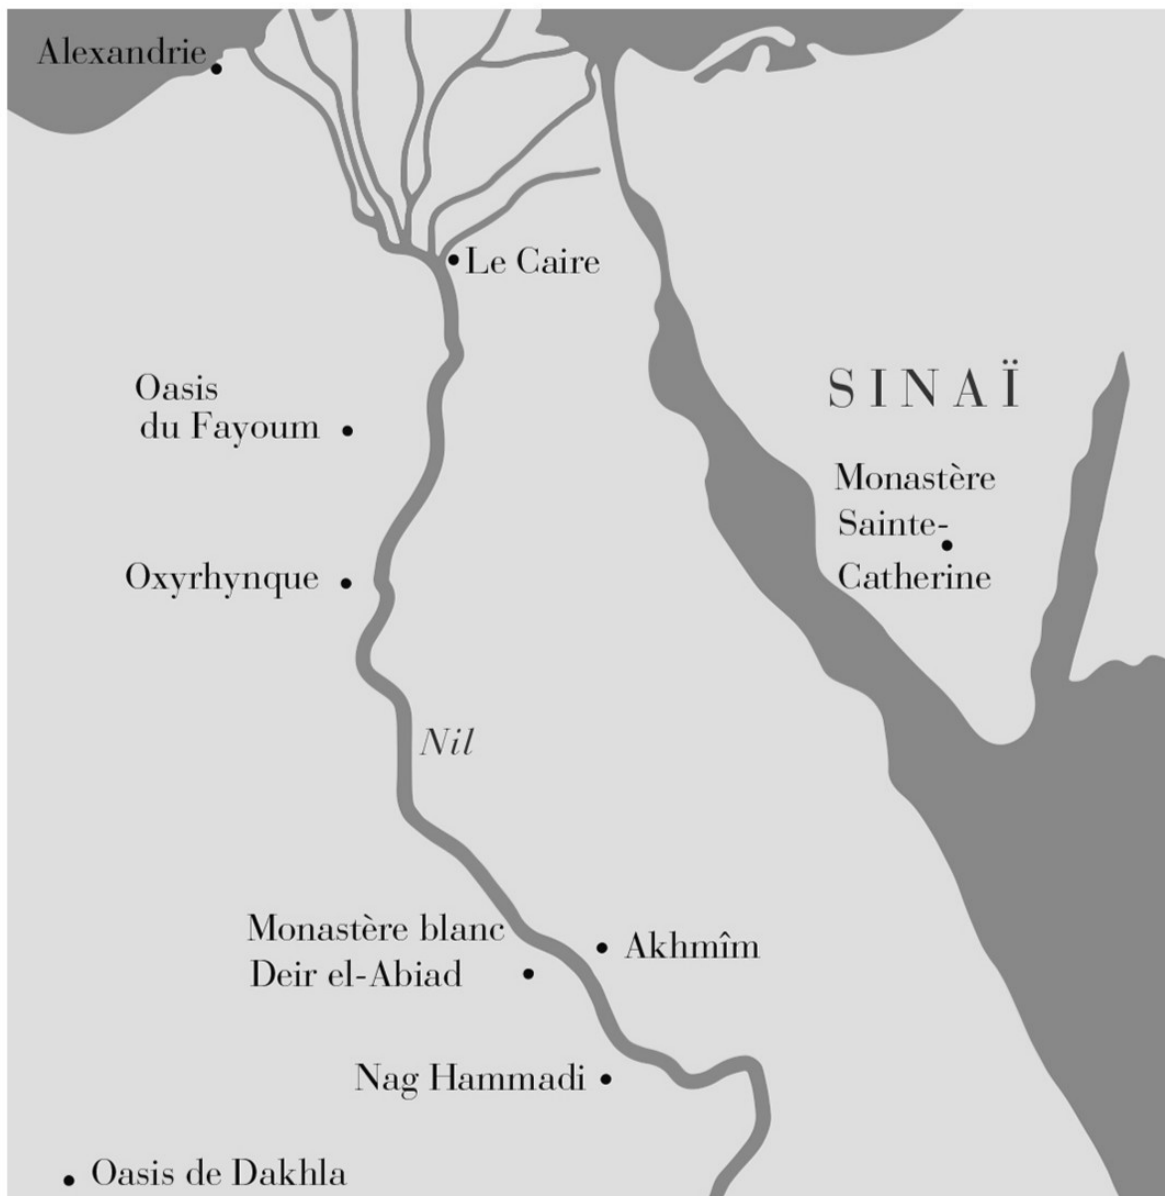 Alexandrie
Le Caire
Oasis
du Fayoum
SINAÏ
Monastère
Sainte-
Catherine
Oxyrhynque
Nil
Monastère blanc
Deir el-Abiad
Akhmîm
Nag Hammadi
Oasis de Dakhla